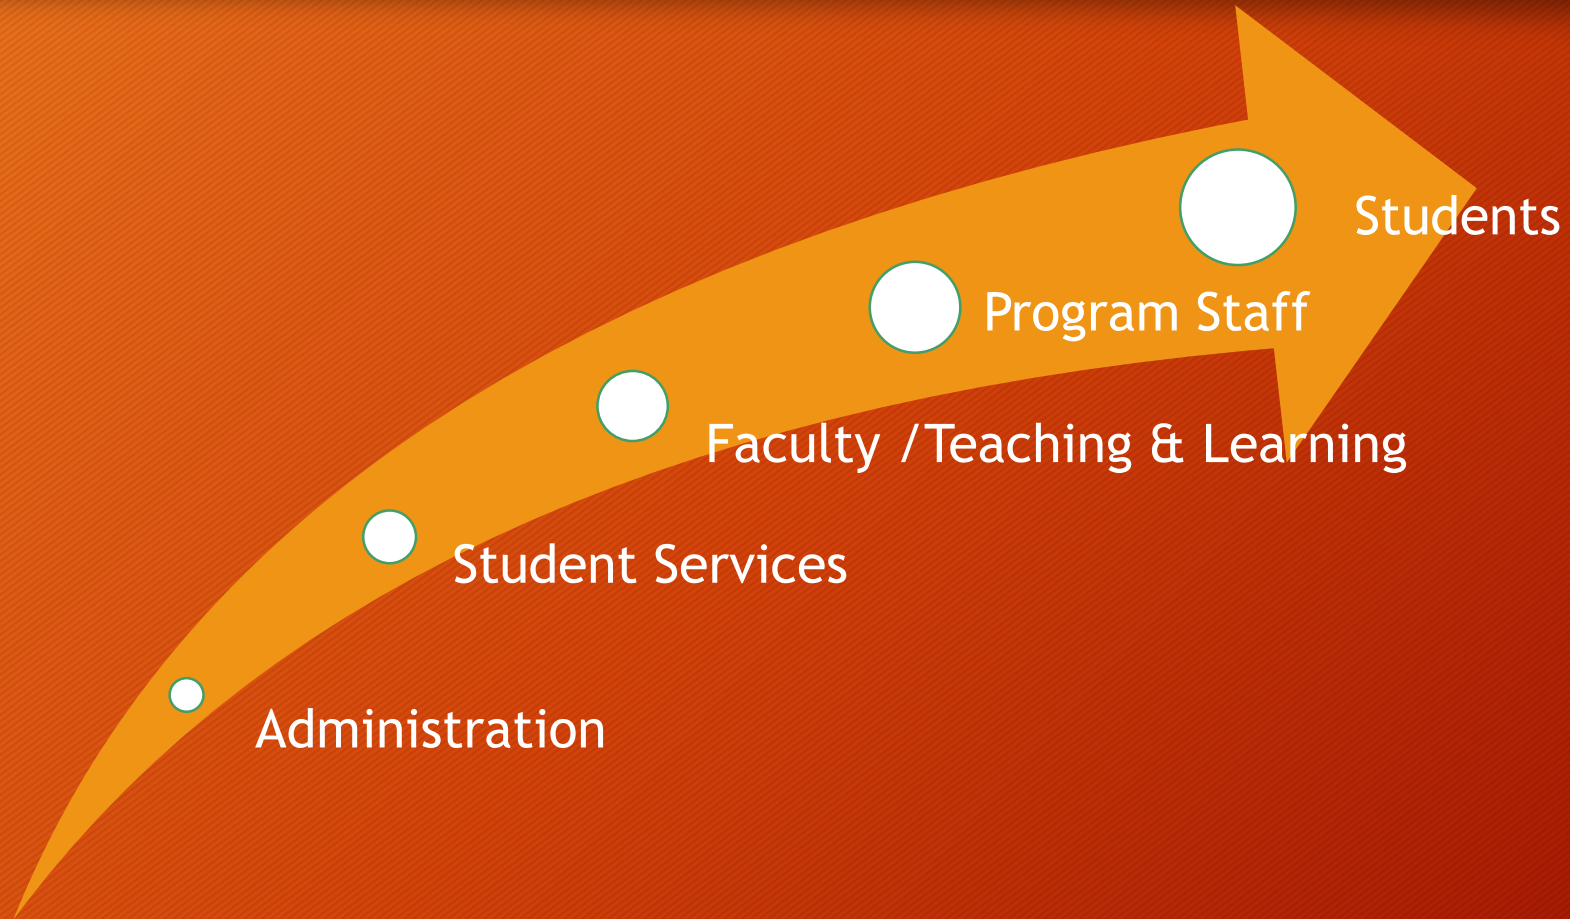 Students
Program Staff
Faculty /Teaching & Learning
Student Services
Administration